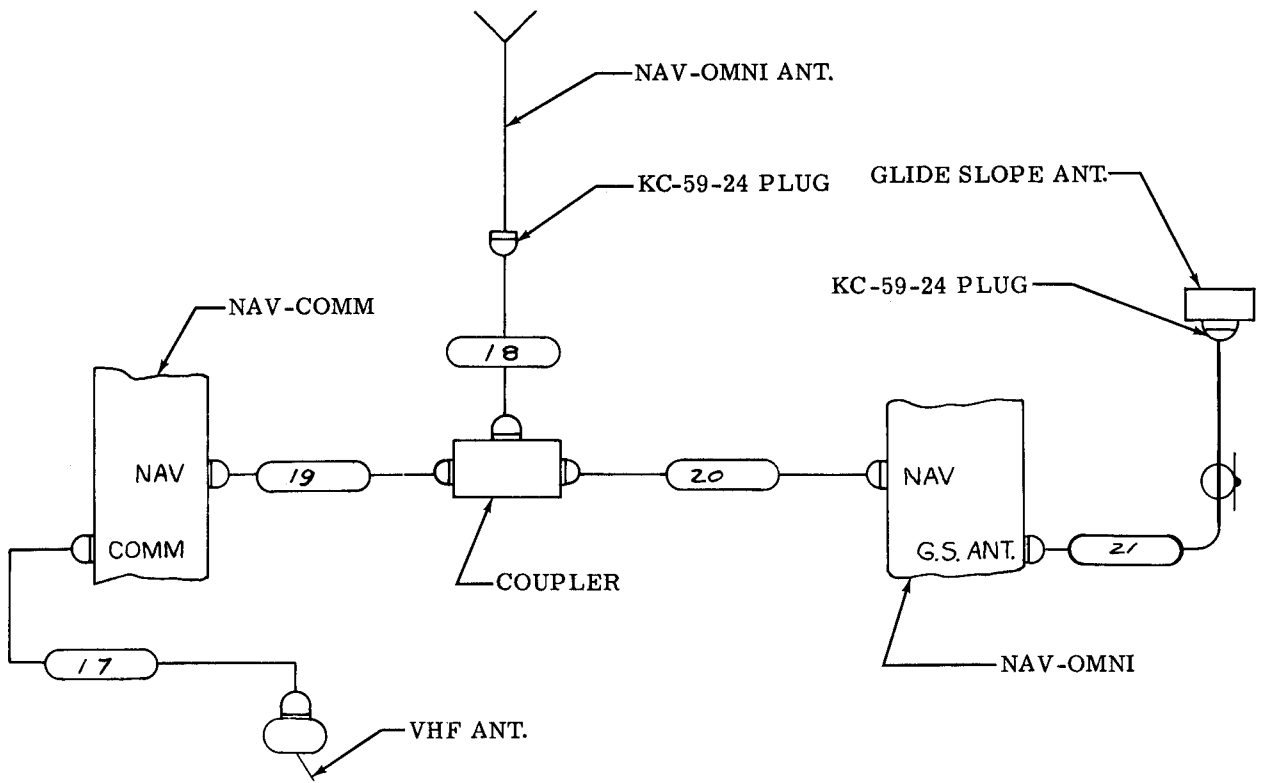 NAV-OMNI ANT.
KC-59-24 PLUG
GLIDE SLOPE ANT.
KC-59-24 PLUG
NAV-COMM
18
NAV
19
20
NAV
COMM
G.S. ANT.
21
COUPLER
17
NAV-OMNI
VHF ANT.